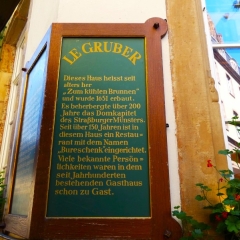 LE GRUBER
Dieses Haus heisst seit
alters her
„Zum kühlen Brunnen"
und wurde 1651 erbaut.
Es beherbergte über 200
Jahre das Domkapitel
des Straßburger Münsters.
Seit über 150 Jahren ist in
diesem Haus ein Restau=
rant mit dem Namen
„Bureschenk" eingerichtet.
Viele bekannte Persön=
lichkeiten waren in dem
seit Jahrhunderten
bestehenden Gasthaus
schon zu Gast.